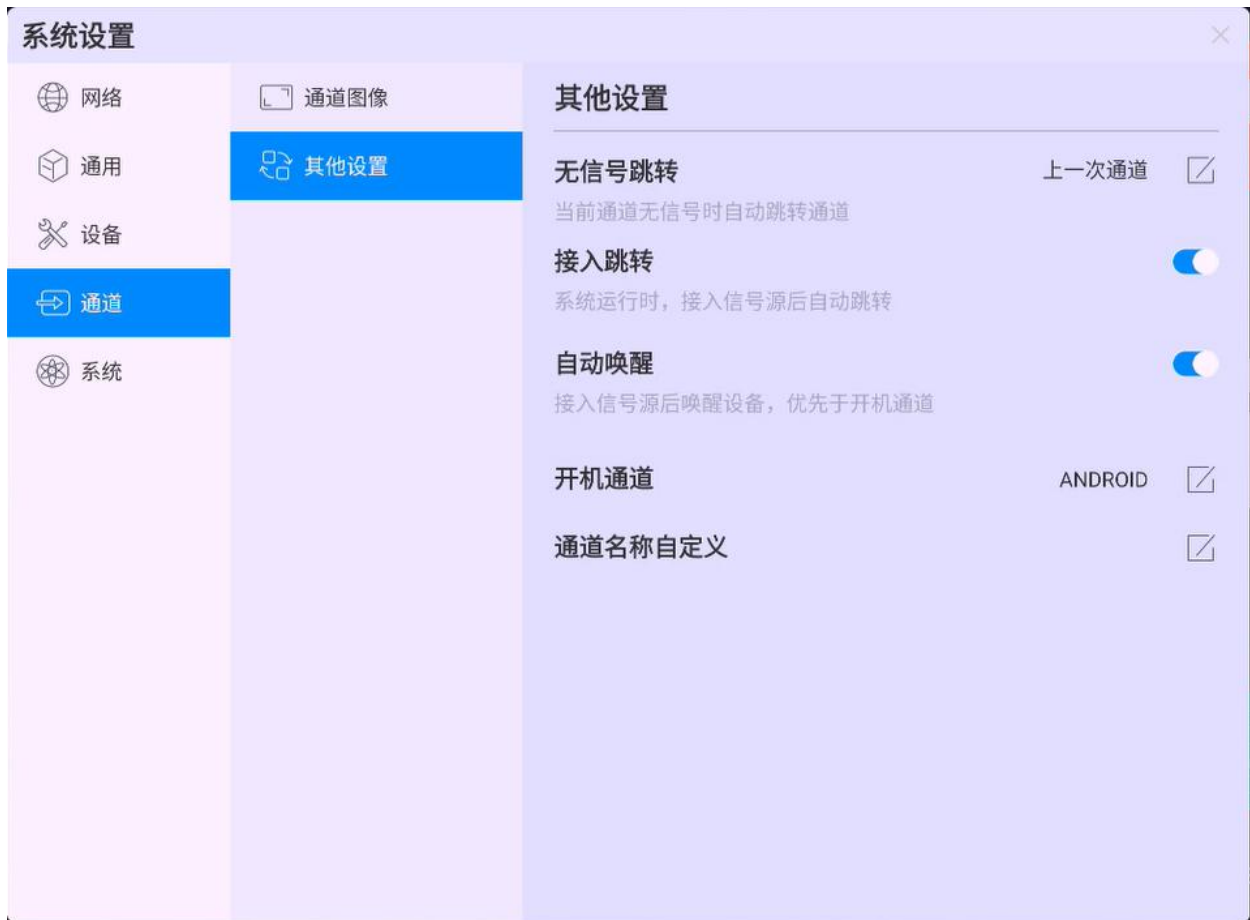 系统设置
网络
通用
设备
通道
系统
通道图像
其他设置
其他设置
无信号跳转
上一次通道
当前通道无信号时自动跳转通道
接入跳转
系统运行时，接入信号源后自动跳转
自动唤醒
接入信号源后唤醒设备，优先于开机通道
开机通道
ANDROID
通道名称自定义